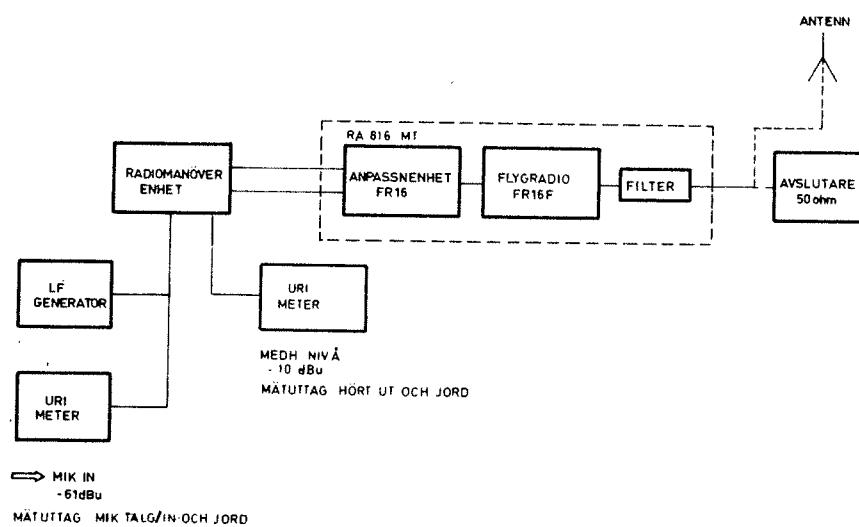 ANTENN
RA 816 MT
RADIOMANÖVER
ENHET
ANPASSNENHET
FR16
FLYGRADIO
FR16F
FILTER
AVSLUTARE
50 ohm
LF
GENERATOR
URI
METER
MEDH NIVÅ
-10 dBu
MÄTUTTAG HÖRT UT OCH JORD
URI
METER
MIK IN
-61dBu
MÄTUTTAG MIK TALG/IN-OCH JORD